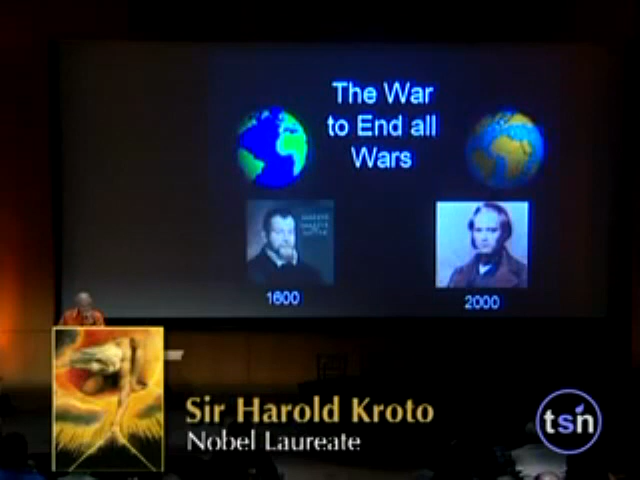 The War
to End all
Wars
1600
2000
Sir Harold Kroto
Nobel Laureate
tsn